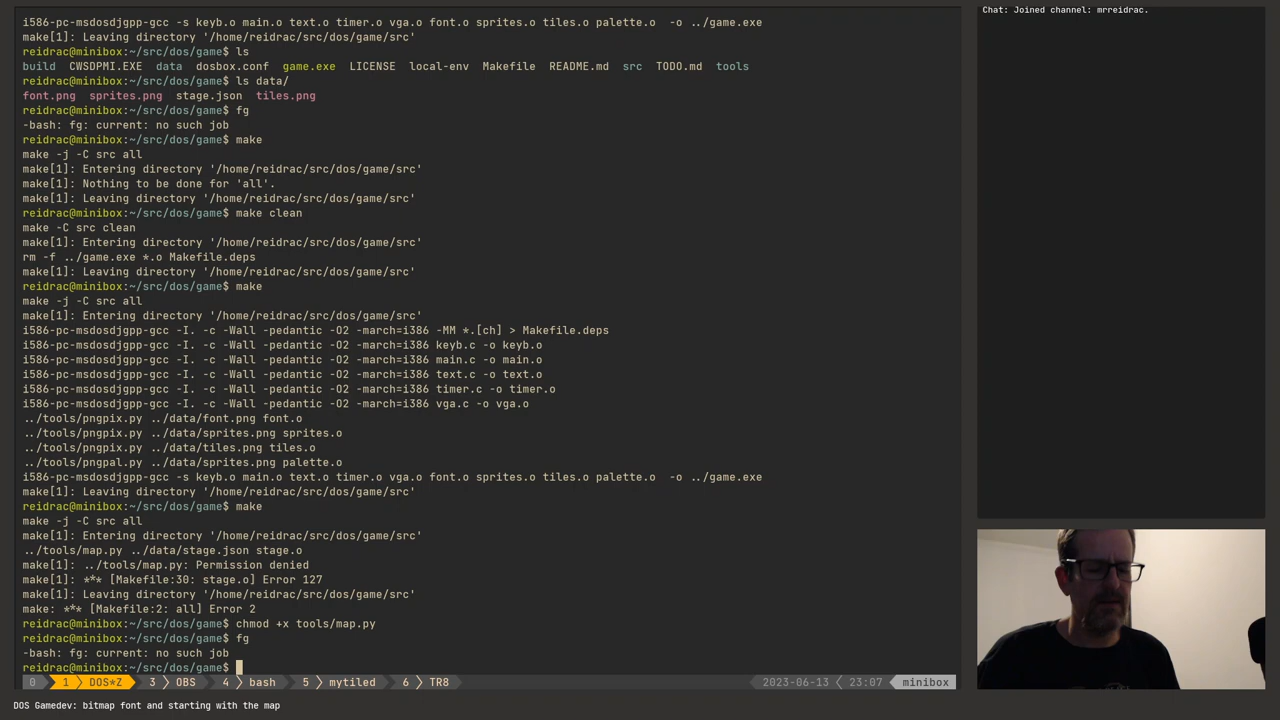 i586-pc-msdosdjgpp-gcc -s keyb.o main.o text.o timer.o vga.o font.o sprites.o tiles.o palette.o  -o ../game.exe
make[1]: Leaving directory '/home/reidrac/src/dos/game/src'
reidrac@minibox:~/src/dos/game$ ls
build  CWSDPMI.EXE  data  dosbox.conf  game.exe  LICENSE  local-env  Makefile  README.md  src  TODO.md  tools
reidrac@minibox:~/src/dos/game$ ls data/
font.png  sprites.png  stage.json  tiles.png
reidrac@minibox:~/src/dos/game$ fg
-bash: fg: current: no such job
reidrac@minibox:~/src/dos/game$ make
make -j -C src all
make[1]: Entering directory '/home/reidrac/src/dos/game/src'
make[1]: Nothing to be done for 'all'.
make[1]: Leaving directory '/home/reidrac/src/dos/game/src'
reidrac@minibox:~/src/dos/game$ make clean
make -C src clean
make[1]: Entering directory '/home/reidrac/src/dos/game/src'
rm -f ../game.exe *.o Makefile.deps
make[1]: Leaving directory '/home/reidrac/src/dos/game/src'
reidrac@minibox:~/src/dos/game$ make
make -j -C src all
make[1]: Entering directory '/home/reidrac/src/dos/game/src'
i586-pc-msdosdjgpp-gcc -I. -c -Wall -pedantic -O2 -march=i386 -MM *.[ch] > Makefile.deps
i586-pc-msdosdjgpp-gcc -I. -c -Wall -pedantic -O2 -march=i386 keyb.c -o keyb.o
i586-pc-msdosdjgpp-gcc -I. -c -Wall -pedantic -O2 -march=i386 main.c -o main.o
i586-pc-msdosdjgpp-gcc -I. -c -Wall -pedantic -O2 -march=i386 text.c -o text.o
i586-pc-msdosdjgpp-gcc -I. -c -Wall -pedantic -O2 -march=i386 timer.c -o timer.o
i586-pc-msdosdjgpp-gcc -I. -c -Wall -pedantic -O2 -march=i386 vga.c -o vga.o
../tools/pngpix.py ../data/font.png font.o
../tools/pngpix.py ../data/sprites.png sprites.o
../tools/pngpix.py ../data/tiles.png tiles.o
../tools/pngpal.py ../data/sprites.png palette.o
i586-pc-msdosdjgpp-gcc -s keyb.o main.o text.o timer.o vga.o font.o sprites.o tiles.o palette.o  -o ../game.exe
make[1]: Leaving directory '/home/reidrac/src/dos/game/src'
reidrac@minibox:~/src/dos/game$ make
make -j -C src all
make[1]: Entering directory '/home/reidrac/src/dos/game/src'
../tools/map.py ../data/stage.json stage.o
make[1]: ../tools/map.py: Permission denied
make[1]: *** [Makefile:30: stage.o] Error 127
make[1]: Leaving directory '/home/reidrac/src/dos/game/src'
make: *** [Makefile:2: all] Error 2
reidrac@minibox:~/src/dos/game$ chmod +x tools/map.py
reidrac@minibox:~/src/dos/game$ fg
-bash: fg: current: no such job
reidrac@minibox:~/src/dos/game$
0 1 DOS*Z 3 OBS 4 bash 5 mytiled 6 TR8 2023-06-13 23:07 minibox
DOS Gamedev: bitmap font and starting with the map
Chat: Joined channel: mrreidrac.